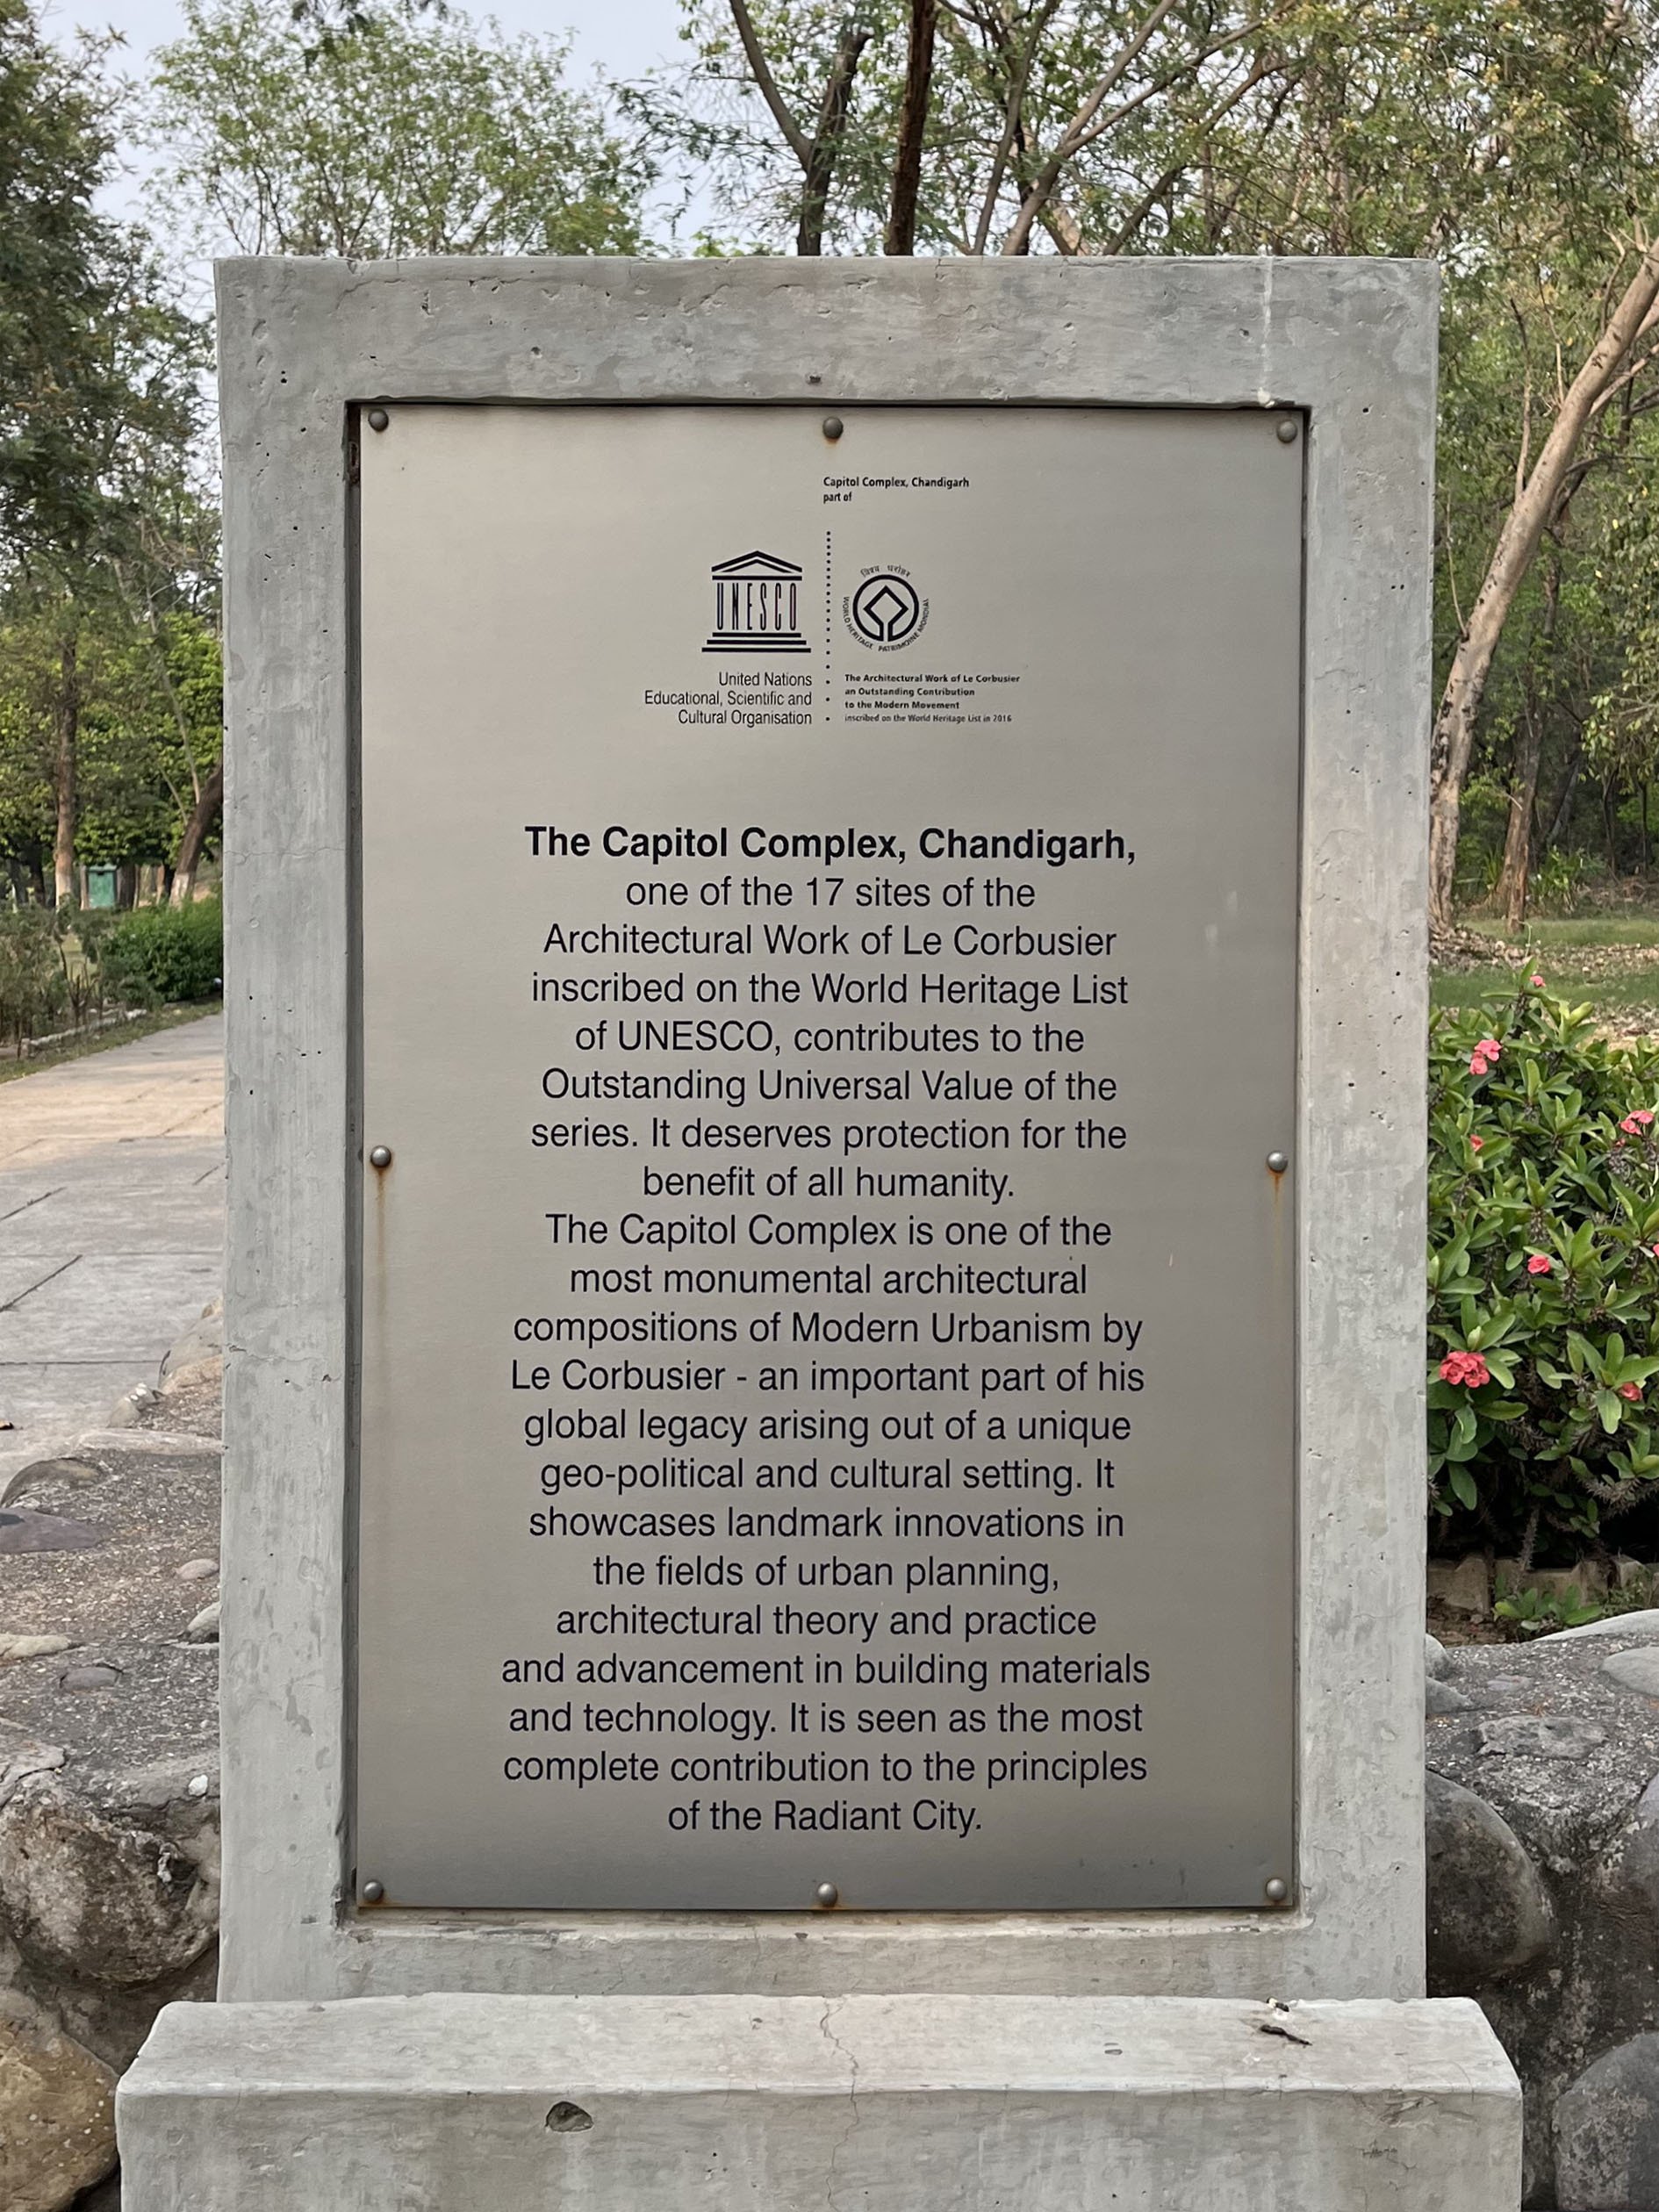 Capitol Complex, Chandigarh
part of
UNESCO
विश्व धरोहर
WORLD HERITAGE PATRIMOINE MONDIAL
United Nations
Educational, Scientific and
Cultural Organisation
The Architectural Work of Le Corbusier
an Outstanding Contribution
to the Modern Movement
inscribed on the World Heritage List in 2016
The Capitol Complex, Chandigarh,
one of the 17 sites of the
Architectural Work of Le Corbusier
inscribed on the World Heritage List
of UNESCO, contributes to the
Outstanding Universal Value of the
series. It deserves protection for the
benefit of all humanity.
The Capitol Complex is one of the
most monumental architectural
compositions of Modern Urbanism by
Le Corbusier - an important part of his
global legacy arising out of a unique
geo-political and cultural setting. It
showcases landmark innovations in
the fields of urban planning,
architectural theory and practice
and advancement in building materials
and technology. It is seen as the most
complete contribution to the principles
of the Radiant City.